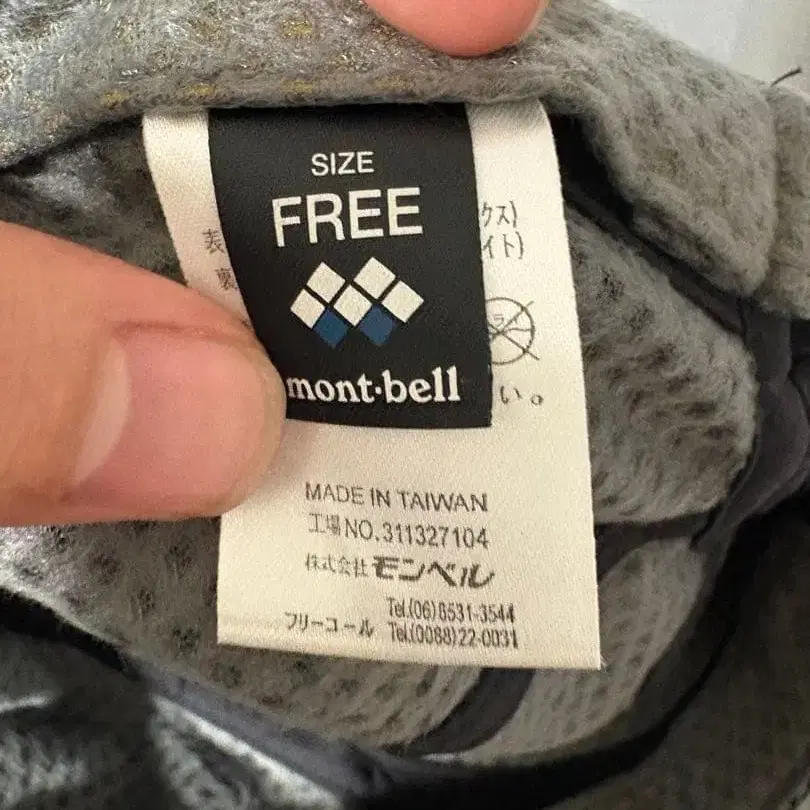 SIZE
FREE
mont·bell
表
裏
クス)
イト)
ラ
い。
MADE IN TAIWAN
工場NO.311327104
株式会社モンベル
Tel.(06)6531-3544
フリーコール Tel.(0088)22-0031